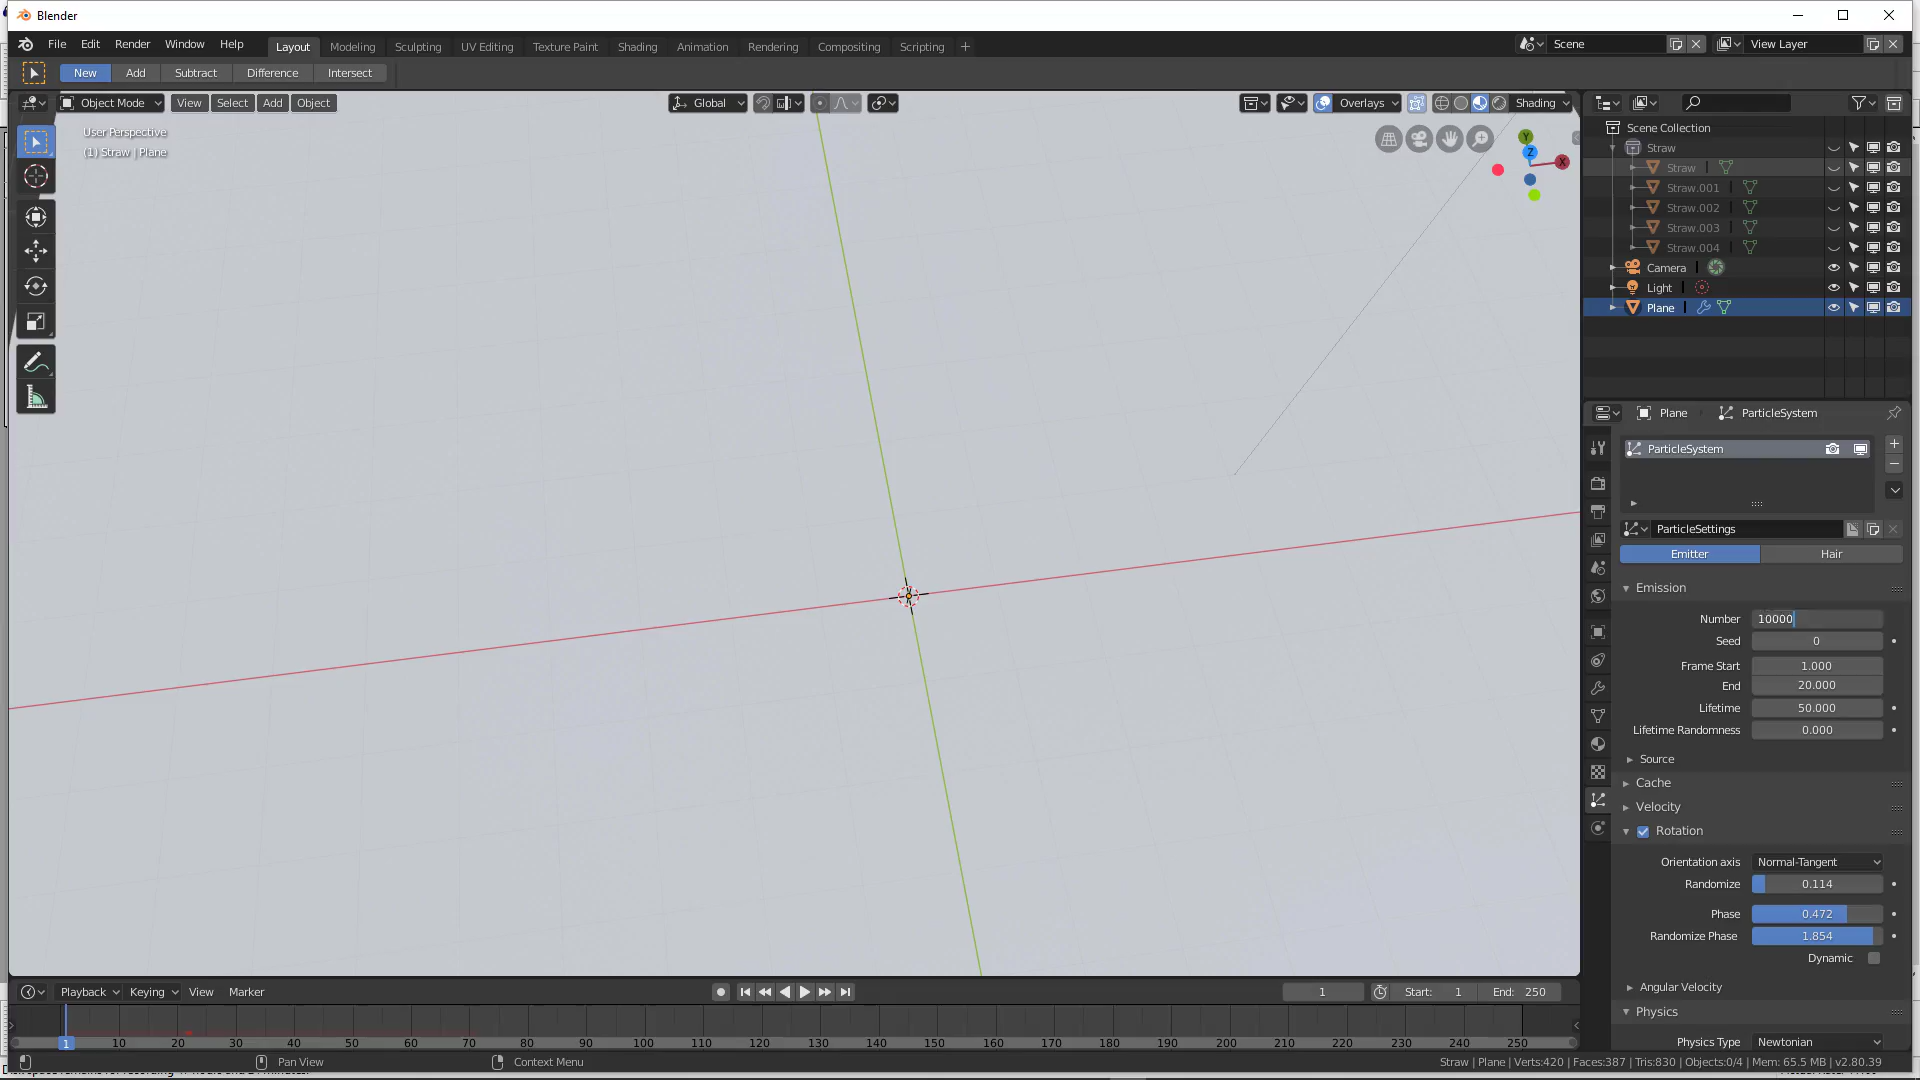 Blender
File Edit Render Window Help Layout Modeling Sculpting UV Editing Texture Paint Shading Animation Rendering Compositing Scripting + Scene View Layer
New Add Subtract Difference Intersect
Object Mode View Select Add Object Global Overlays Shading
User Perspective
(1) Straw | Plane
Y
Z
X
Scene Collection
Straw
Straw
Straw.001
Straw.002
Straw.003
Straw.004
Camera
Light
Plane
Plane ParticleSystem
ParticleSystem
ParticleSettings
Emitter Hair
Emission
Number 10000
Seed 0
Frame Start 1.000
End 20.000
Lifetime 50.000
Lifetime Randomness 0.000
Source
Cache
Velocity
Rotation
Orientation axis Normal-Tangent
Randomize 0.114
Phase 0.472
Randomize Phase 1.854
Dynamic
Angular Velocity
Physics
Physics Type Newtonian
Playback Keying View Marker 1 Start: 1 End: 250
1 10 20 30 40 50 60 70 80 90 100 110 120 130 140 150 160 170 180 190 200 210 220 230 240 250
Pan View Context Menu Straw | Plane | Verts:420 | Faces:387 | Tris:830 | Objects:0/4 | Mem: 65.5 MB | v2.80.39